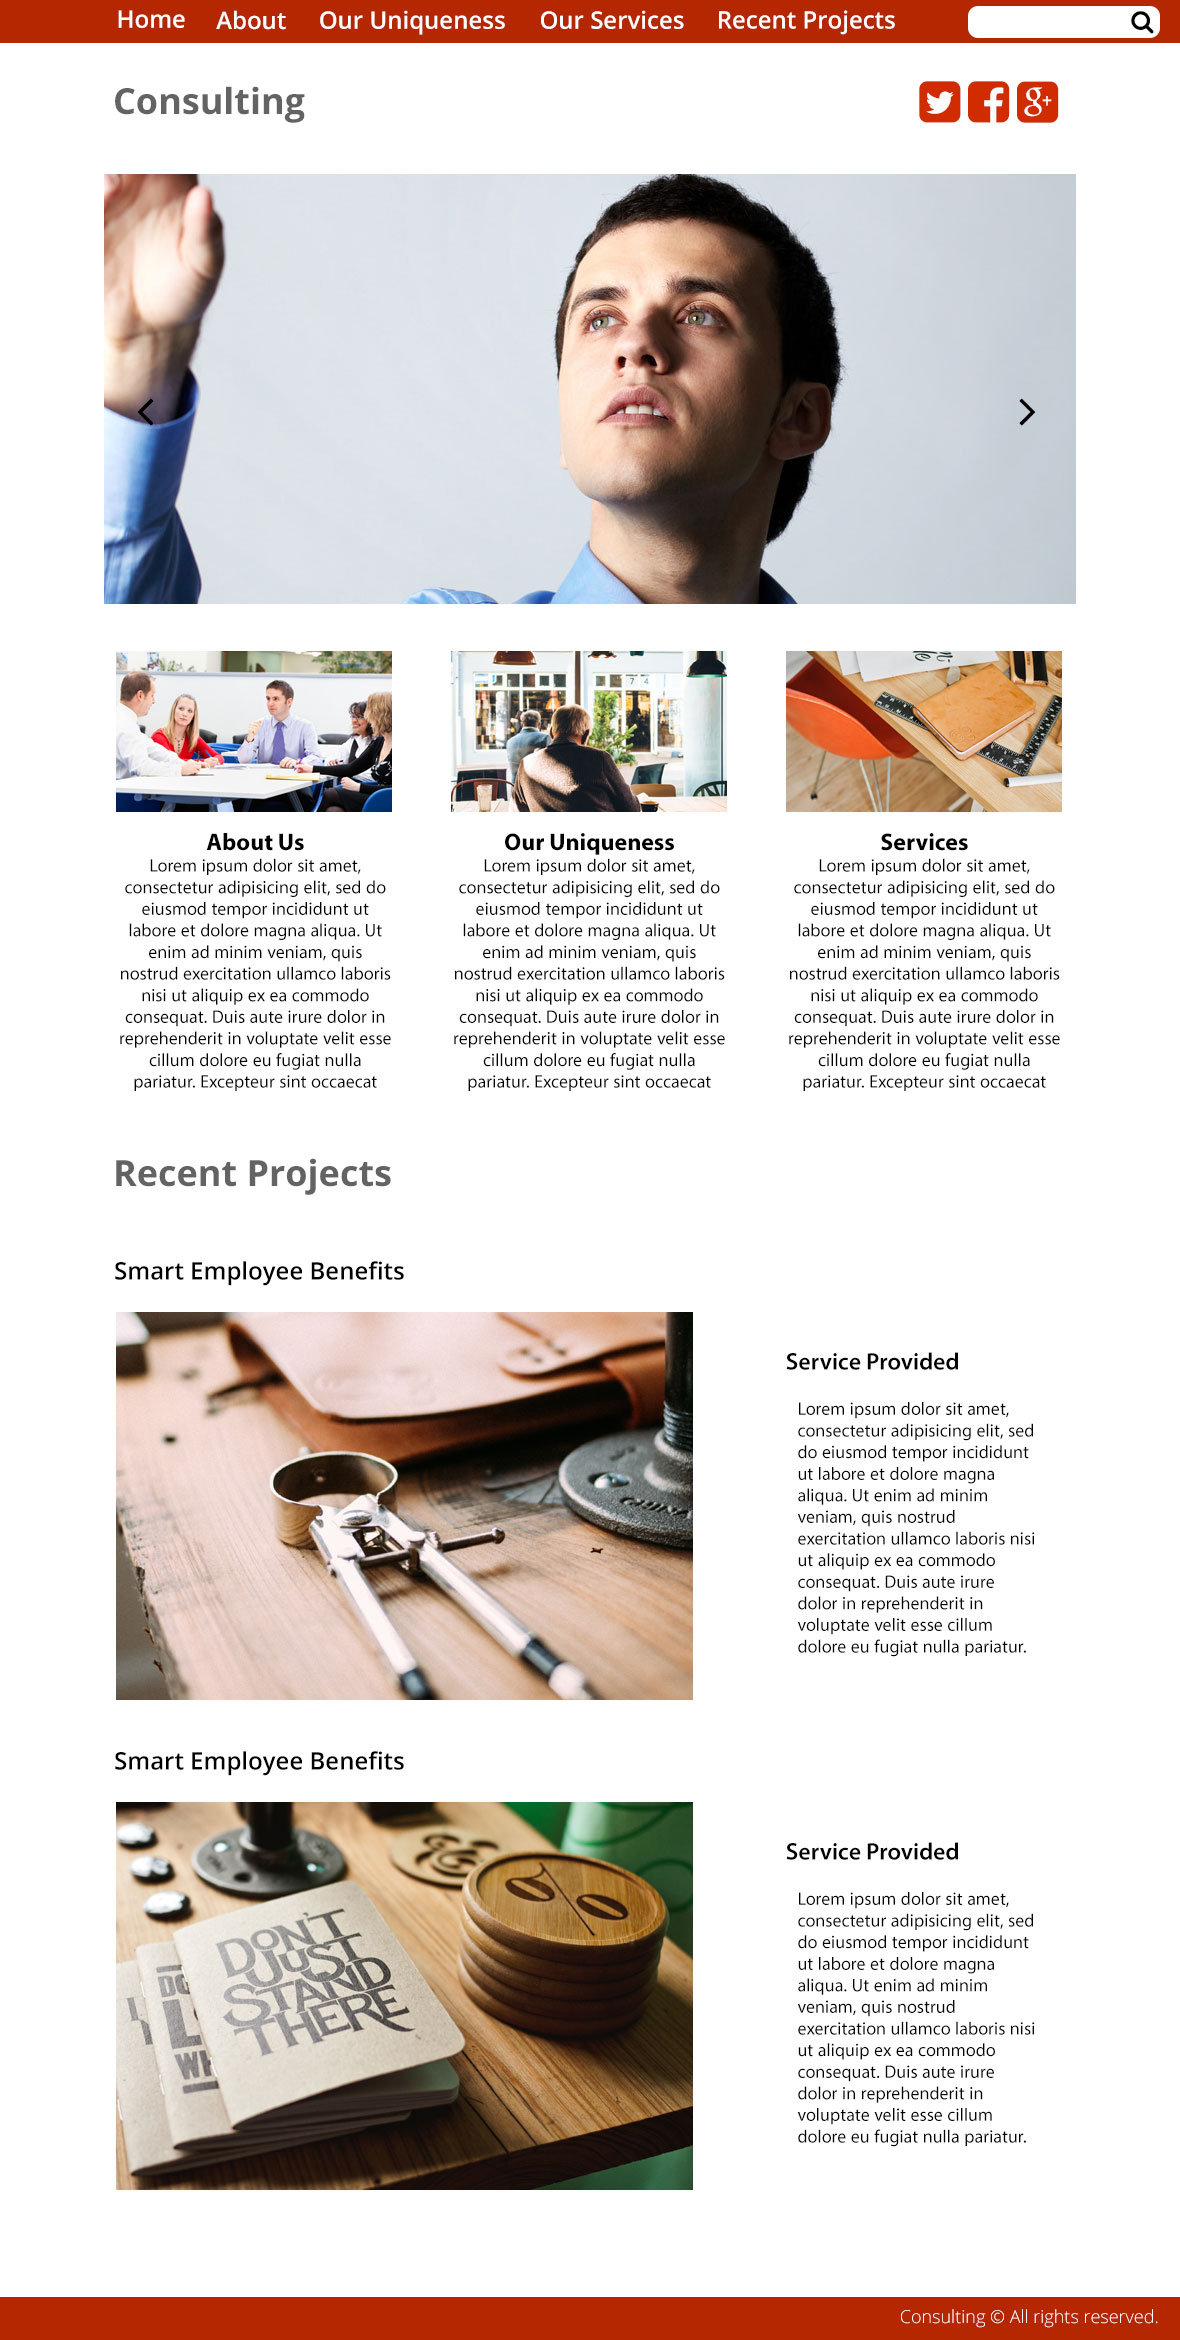 Home About Our Uniqueness Our Services Recent Projects
Consulting
About Us
Lorem ipsum dolor sit amet,
consectetur adipisicing elit, sed do
eiusmod tempor incididunt ut
labore et dolore magna aliqua. Ut
enim ad minim veniam, quis
nostrud exercitation ullamco laboris
nisi ut aliquip ex ea commodo
consequat. Duis aute irure dolor in
reprehenderit in voluptate velit esse
cillum dolore eu fugiat nulla
pariatur. Excepteur sint occaecat
Our Uniqueness
Lorem ipsum dolor sit amet,
consectetur adipisicing elit, sed do
eiusmod tempor incididunt ut
labore et dolore magna aliqua. Ut
enim ad minim veniam, quis
nostrud exercitation ullamco laboris
nisi ut aliquip ex ea commodo
consequat. Duis aute irure dolor in
reprehenderit in voluptate velit esse
cillum dolore eu fugiat nulla
pariatur. Excepteur sint occaecat
Services
Lorem ipsum dolor sit amet,
consectetur adipisicing elit, sed do
eiusmod tempor incididunt ut
labore et dolore magna aliqua. Ut
enim ad minim veniam, quis
nostrud exercitation ullamco laboris
nisi ut aliquip ex ea commodo
consequat. Duis aute irure dolor in
reprehenderit in voluptate velit esse
cillum dolore eu fugiat nulla
pariatur. Excepteur sint occaecat
Recent Projects
Smart Employee Benefits
CHINA
Service Provided
Lorem ipsum dolor sit amet,
consectetur adipisicing elit, sed
do eiusmod tempor incididunt
ut labore et dolore magna
aliqua. Ut enim ad minim
veniam, quis nostrud
exercitation ullamco laboris nisi
ut aliquip ex ea commodo
consequat. Duis aute irure
dolor in reprehenderit in
voluptate velit esse cillum
dolore eu fugiat nulla pariatur.
Smart Employee Benefits
DON'T
JUST
STAND
THERE
Service Provided
Lorem ipsum dolor sit amet,
consectetur adipisicing elit, sed
do eiusmod tempor incididunt
ut labore et dolore magna
aliqua. Ut enim ad minim
veniam, quis nostrud
exercitation ullamco laboris nisi
ut aliquip ex ea commodo
consequat. Duis aute irure
dolor in reprehenderit in
voluptate velit esse cillum
dolore eu fugiat nulla pariatur.
Consulting © All rights reserved.